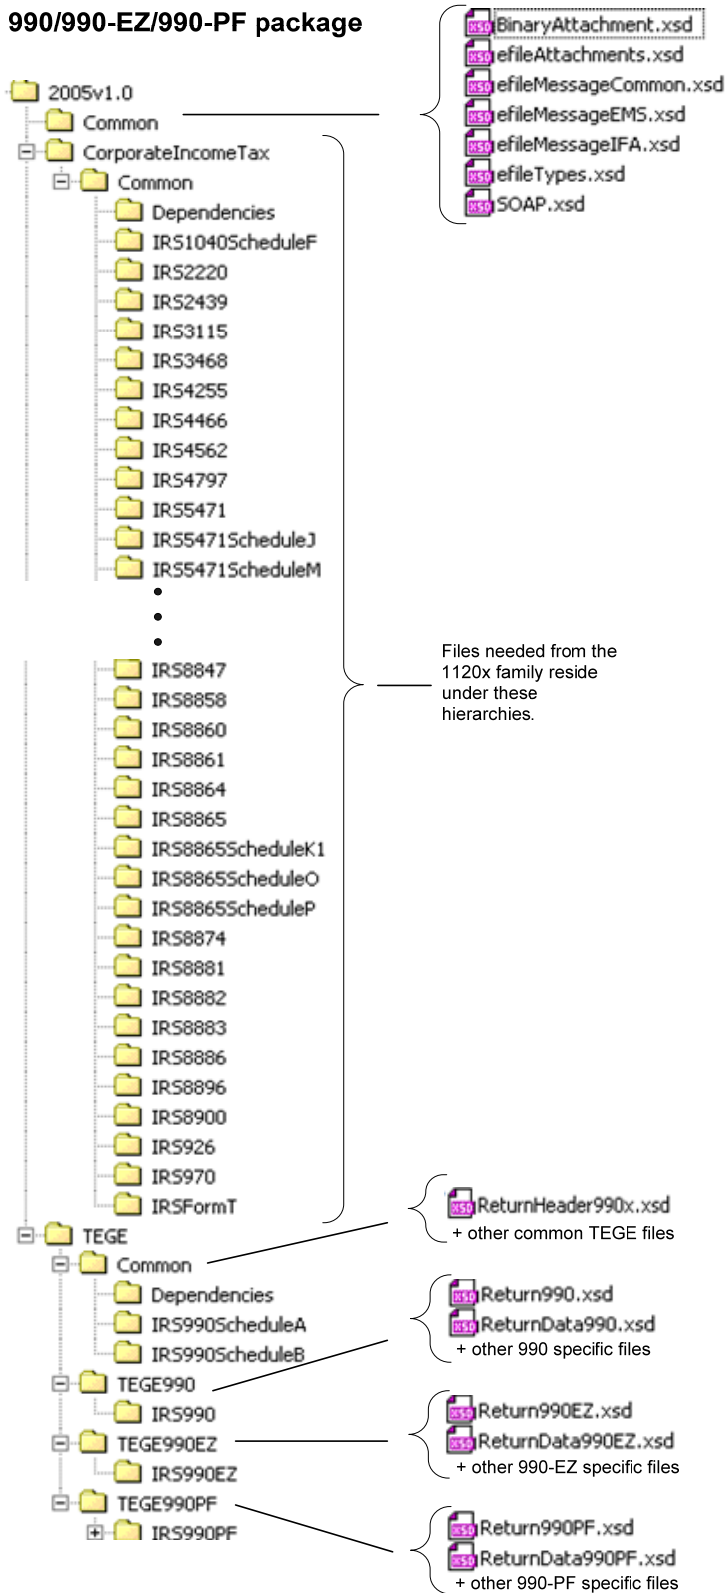 990/990-EZ/990-PF package
BinaryAttachment.xsd
efileAttachments.xsd
efileMessageCommon.xsd
efileMessageEMS.xsd
efileMessageIFA.xsd
efileTypes.xsd
SOAP.xsd
2005v1.0
Common
CorporateIncomeTax
Common
Dependencies
IRS1040ScheduleF
IRS2220
IRS2439
IRS3115
IRS3468
IRS4255
IRS4466
IRS4562
IRS4797
IRS5471
IRS5471ScheduleJ
IRS5471ScheduleM
Files needed from the
1120x family reside
under these
hierarchies.
IRS8847
IRS8858
IRS8860
IRS8861
IRS8864
IRS8865
IRS8865ScheduleK1
IRS8865ScheduleO
IRS8865ScheduleP
IRS8874
IRS8881
IRS8882
IRS8883
IRS8886
IRS8896
IRS8900
IRS926
IRS970
IRSFormT
TEGE
Common
Dependencies
IRS990ScheduleA
IRS990ScheduleB
TEGE990
IRS990
TEGE990EZ
IRS990EZ
TEGE990PF
IRS990PF
ReturnHeader990x.xsd
+ other common TEGE files
Return990.xsd
ReturnData990.xsd
+ other 990 specific files
Return990EZ.xsd
ReturnData990EZ.xsd
+ other 990-EZ specific files
Return990PF.xsd
ReturnData990PF.xsd
+ other 990-PF specific files